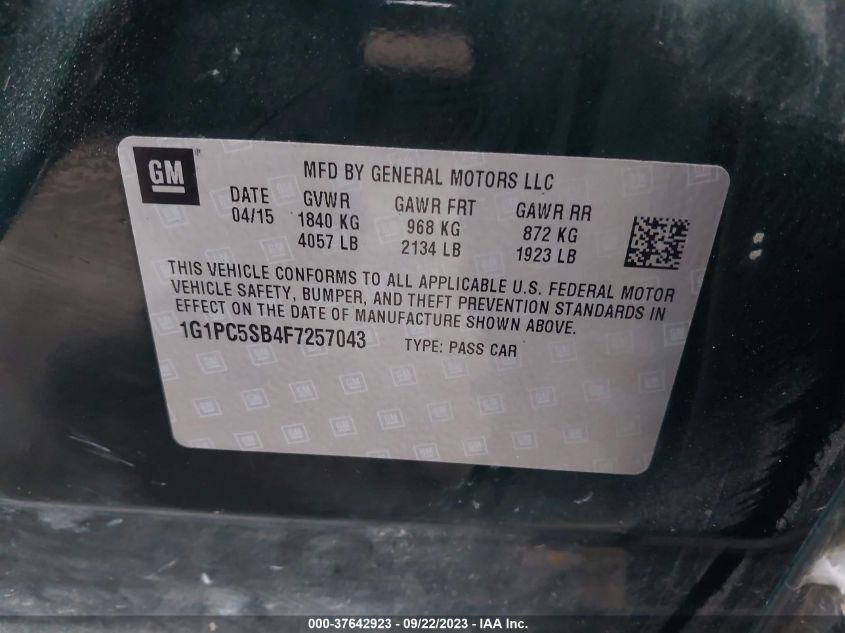 GM
MFD BY GENERAL MOTORS LLC
DATE GVWR GAWR FRT GAWR RR
04/15 1840 KG 968 KG 872 KG
4057 LB 2134 LB 1923 LB
THIS VEHICLE CONFORMS TO ALL APPLICABLE U.S. FEDERAL MOTOR
VEHICLE SAFETY, BUMPER, AND THEFT PREVENTION STANDARDS IN
EFFECT ON THE DATE OF MANUFACTURE SHOWN ABOVE.
1G1PC5SB4F7257043 TYPE: PASS CAR
000-37642923 - 09/22/2023 - IAA Inc.